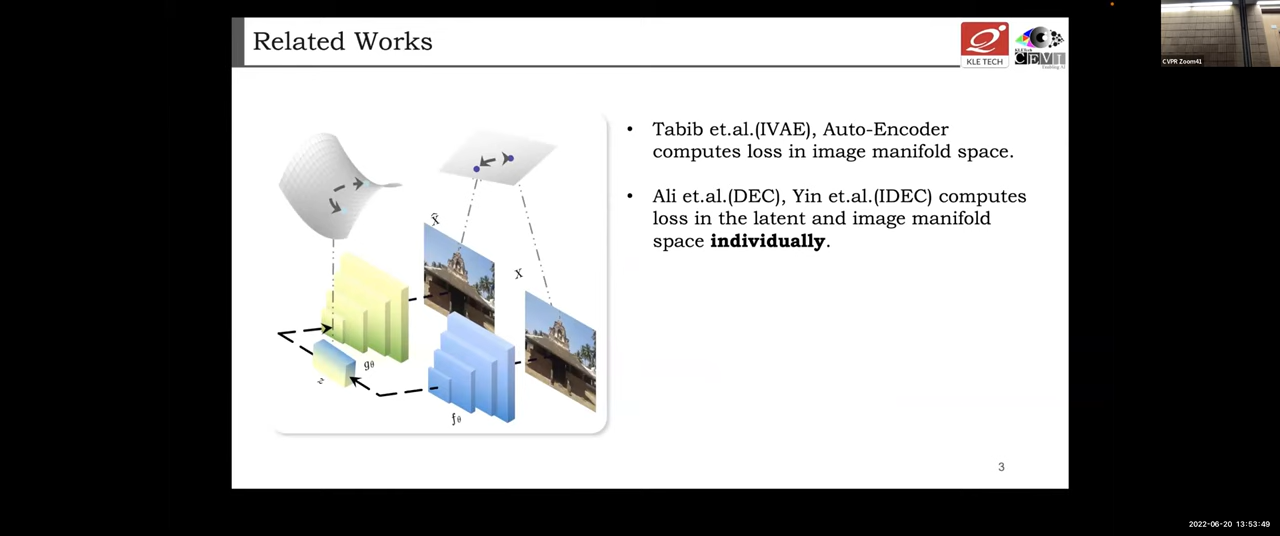 Related Works
KLE TECH
CEVI
CVPR Zoom41
• Tabib et.al.(IVAE), Auto-Encoder
computes loss in image manifold space.
• Ali et.al.(DEC), Yin et.al.(IDEC) computes
loss in the latent and image manifold
space individually.
X̂
X
gθ
z
fθ
3
2022-06-20 13:53:49